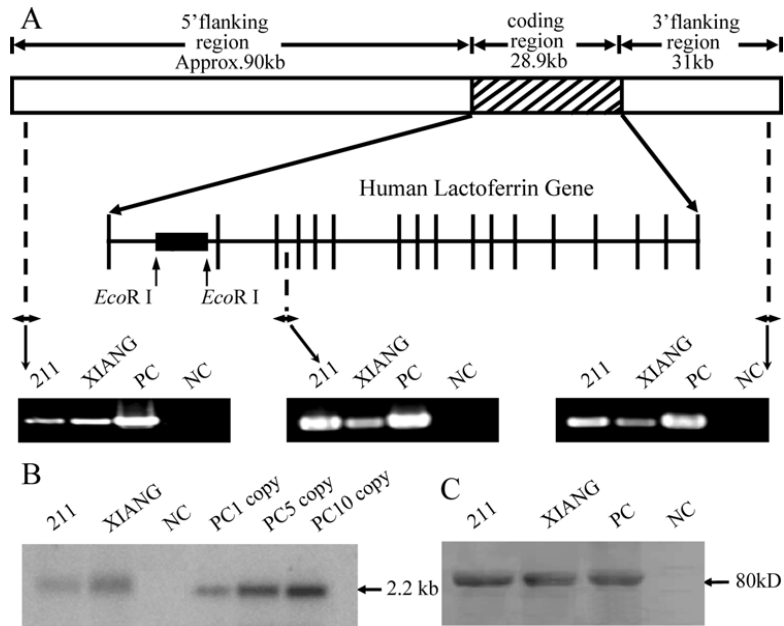 A
5’flanking
region
Approx.90kb
coding
region
28.9kb
3’flanking
region
31kb
Human Lactoferrin Gene
EcoR I
EcoR I
211 XIANG PC NC
211 XIANG PC NC
211 XIANG PC NC
B
211 XIANG NC PC1 copy PC5 copy PC10 copy
2.2 kb
C
211 XIANG PC NC
80kD